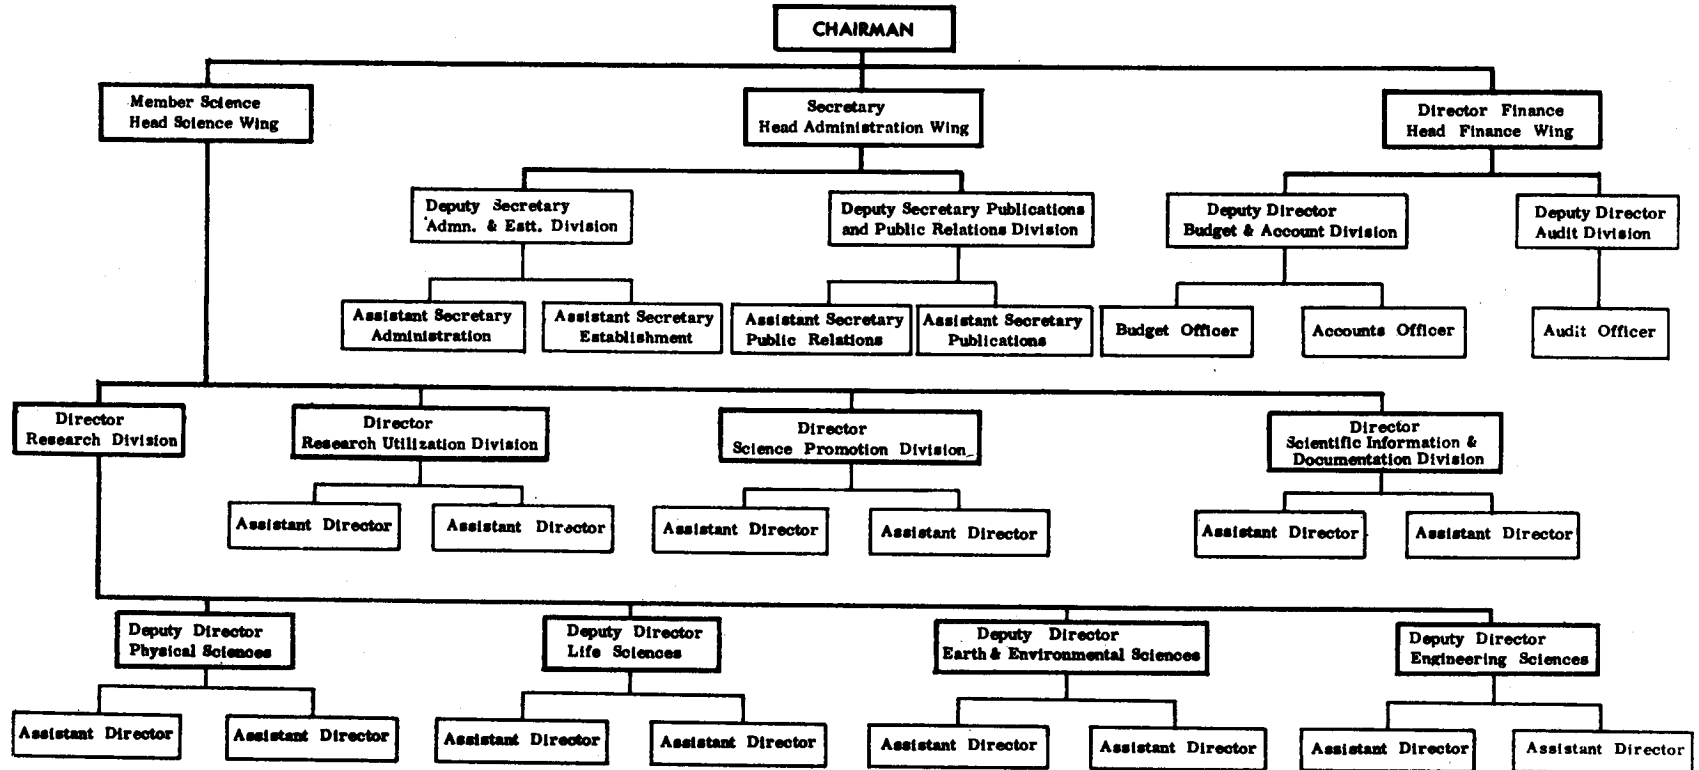 CHAIRMAN
Member Science
Head Science Wing
Secretary
Head Administration Wing
Director Finance
Head Finance Wing
Deputy Secretary
Admn. & Estt. Division
Deputy Secretary Publications
and Public Relations Division
Deputy Director
Budget & Account Division
Deputy Director
Audit Division
Assistant Secretary
Administration
Assistant Secretary
Establishment
Assistant Secretary
Public Relations
Assistant Secretary
Publications
Budget Officer
Accounts Officer
Audit Officer
Director
Research Division
Director
Research Utilization Division
Director
Science Promotion Division
Director
Scientific Information &
Documentation Division
Assistant Director
Assistant Director
Assistant Director
Assistant Director
Assistant Director
Assistant Director
Deputy Director
Physical Sciences
Deputy Director
Life Sciences
Deputy Director
Earth & Environmental Sciences
Deputy Director
Engineering Sciences
Assistant Director
Assistant Director
Assistant Director
Assistant Director
Assistant Director
Assistant Director
Assistant Director
Assistant Director